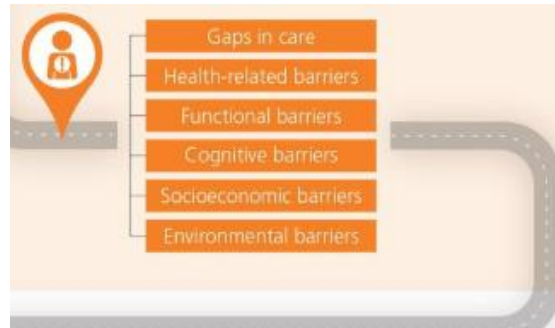 Gaps in care
Health-related barriers
Functional barriers
Cognitive barriers
Socioeconomic barriers
Environmental barriers